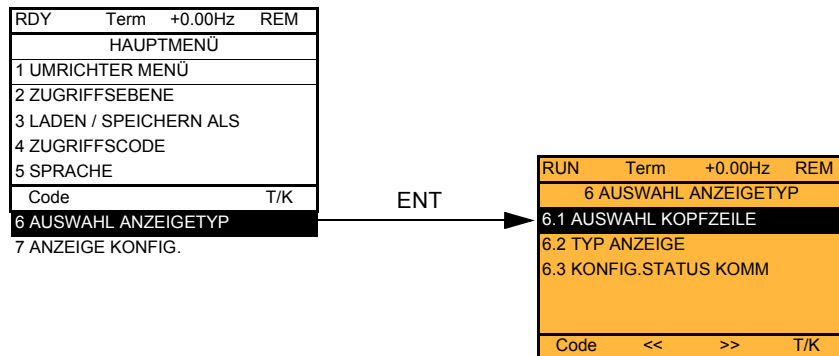 RDY Term +0.00Hz REM
HAUPTMENÜ
1 UMRICHTER MENÜ
2 ZUGRIFFSEBENE
3 LADEN / SPEICHERN ALS
4 ZUGRIFFSCODE
5 SPRACHE
Code T/K
6 AUSWAHL ANZEIGETYP
7 ANZEIGE KONFIG.
ENT
RUN Term +0.00Hz REM
6 AUSWAHL ANZEIGETYP
6.1 AUSWAHL KOPFZEILE
6.2 TYP ANZEIGE
6.3 KONFIG.STATUS KOMM
Code << >> T/K